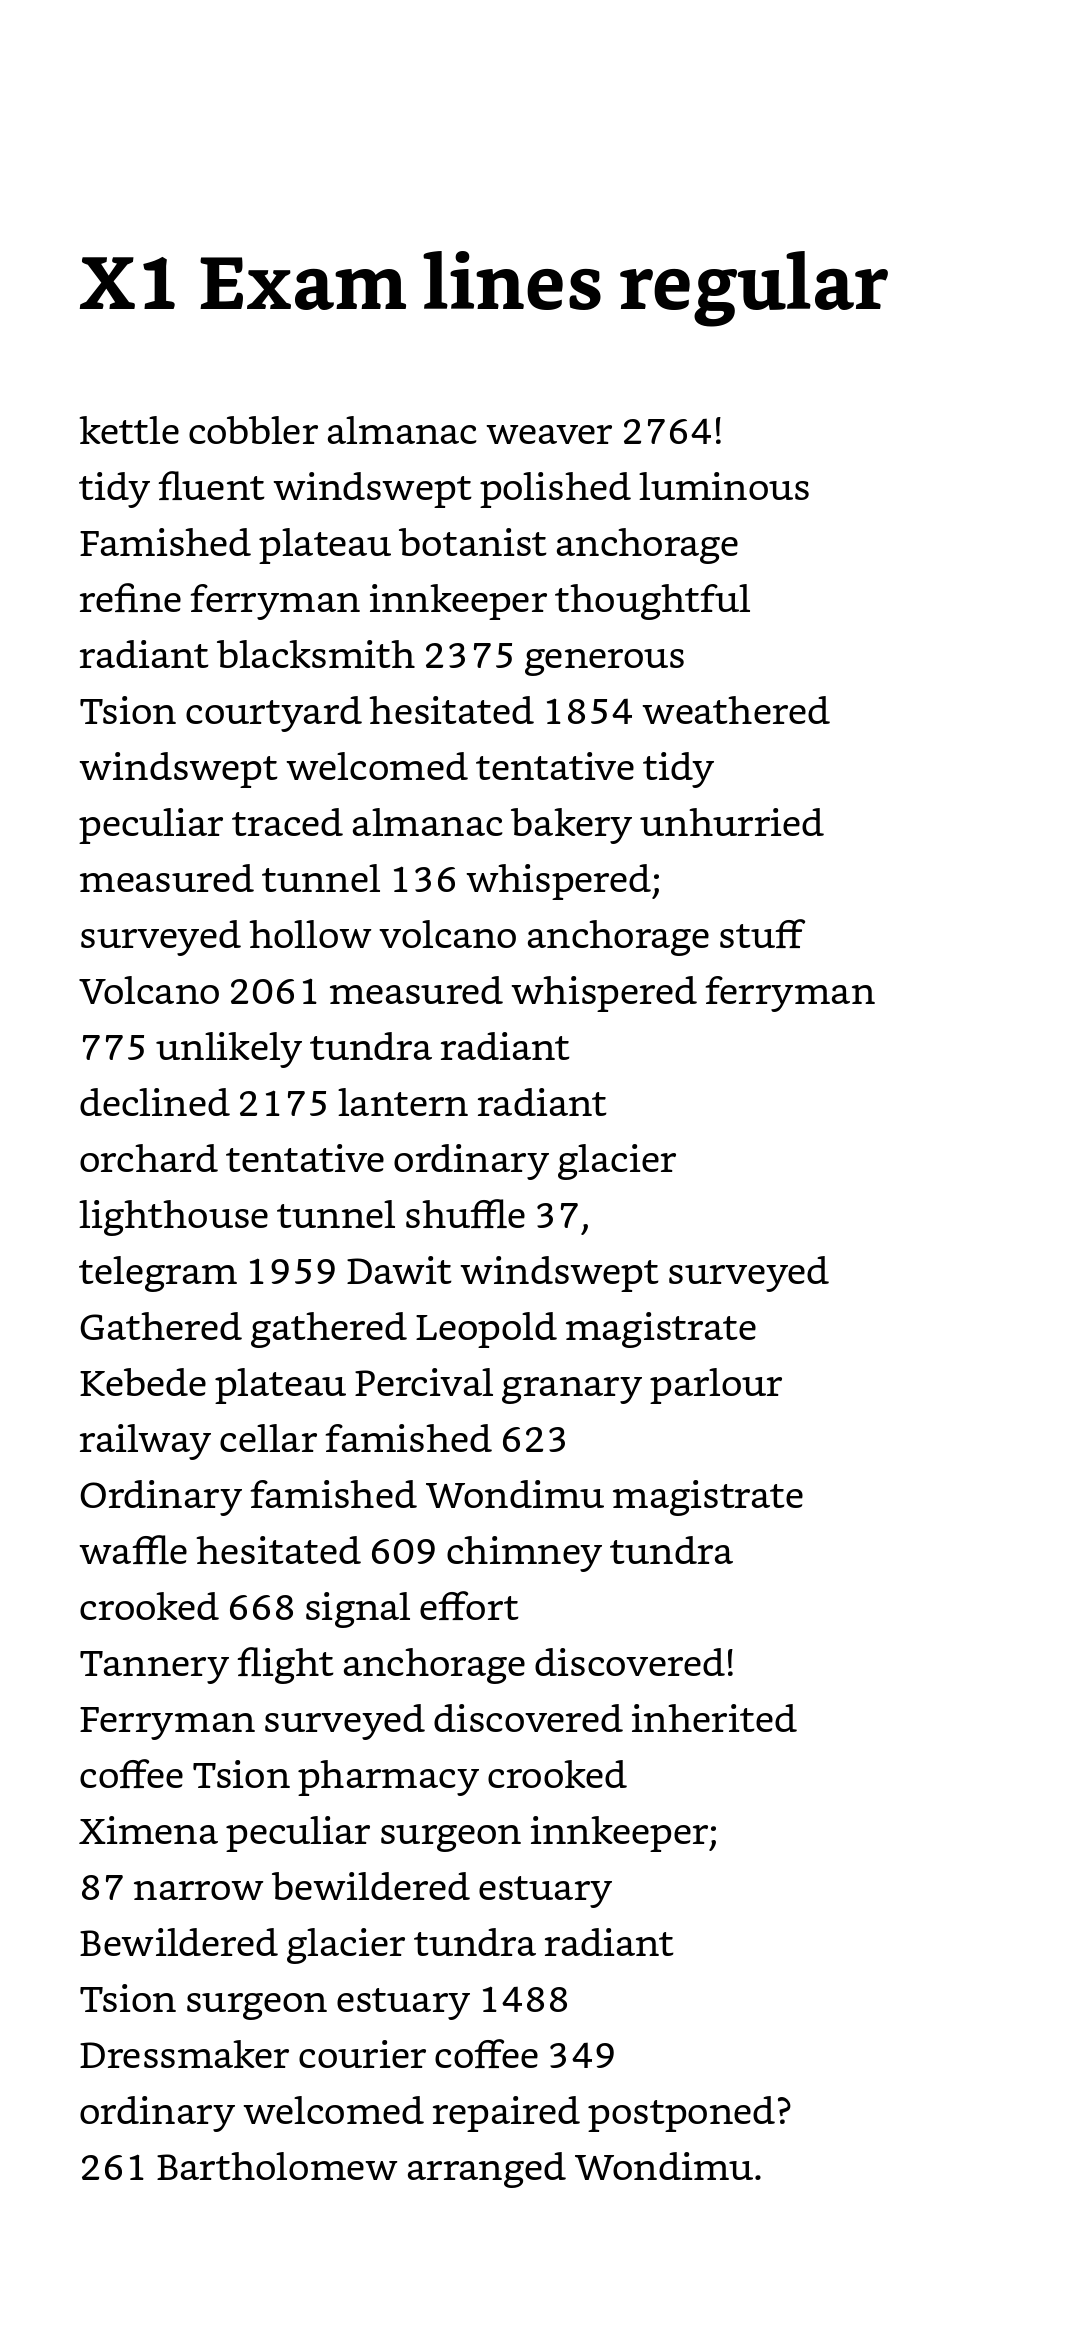 X1 Exam lines regular
kettle cobbler almanac weaver 2764!
tidy fluent windswept polished luminous
Famished plateau botanist anchorage
refine ferryman innkeeper thoughtful
radiant blacksmith 2375 generous
Tsion courtyard hesitated 1854 weathered
windswept welcomed tentative tidy
peculiar traced almanac bakery unhurried
measured tunnel 136 whispered;
surveyed hollow volcano anchorage stuff
Volcano 2061 measured whispered ferryman
775 unlikely tundra radiant
declined 2175 lantern radiant
orchard tentative ordinary glacier
lighthouse tunnel shuffle 37,
telegram 1959 Dawit windswept surveyed
Gathered gathered Leopold magistrate
Kebede plateau Percival granary parlour
railway cellar famished 623
Ordinary famished Wondimu magistrate
waffle hesitated 609 chimney tundra
crooked 668 signal effort
Tannery flight anchorage discovered!
Ferryman surveyed discovered inherited
coffee Tsion pharmacy crooked
Ximena peculiar surgeon innkeeper;
87 narrow bewildered estuary
Bewildered glacier tundra radiant
Tsion surgeon estuary 1488
Dressmaker courier coffee 349
ordinary welcomed repaired postponed?
261 Bartholomew arranged Wondimu.